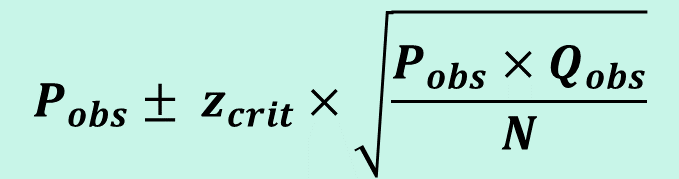 P_obs ± z_crit × √(P_obs × Q_obs / N)